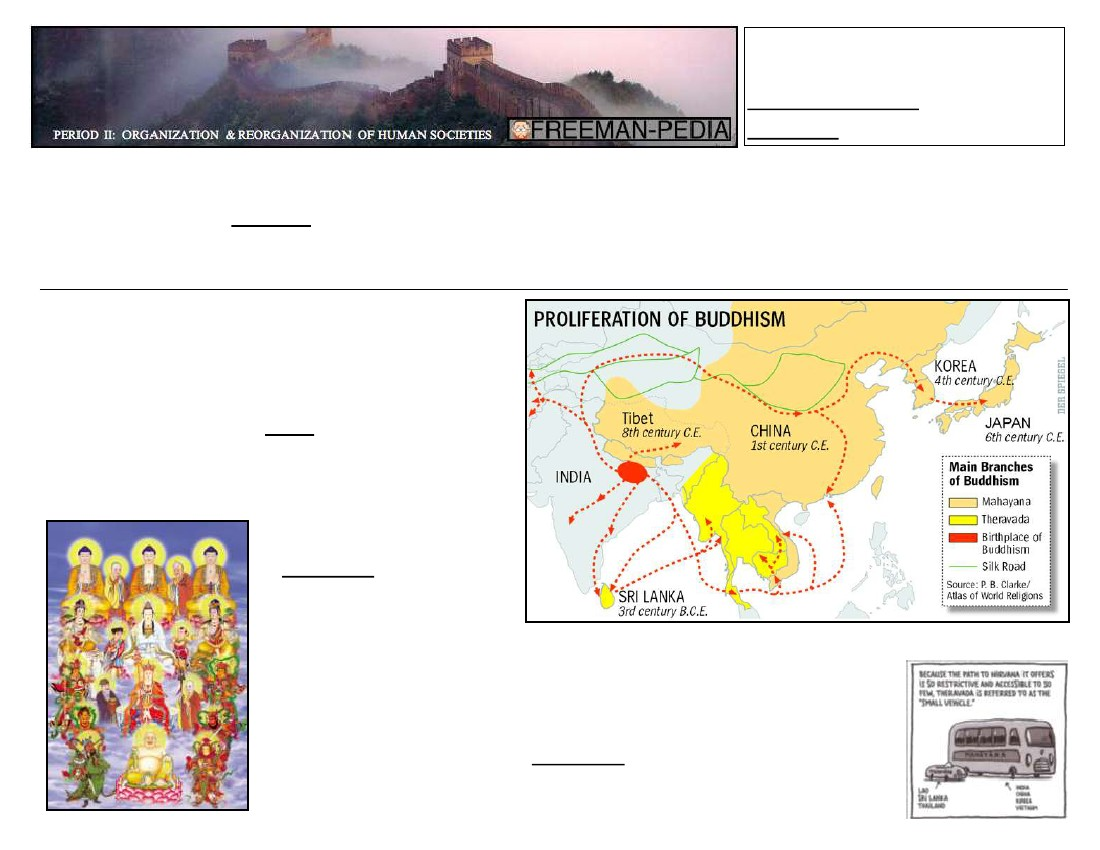 PERIOD II: ORGANIZATION & REORGANIZATION OF HUMAN SOCIETIES
FREEMAN-PEDIA
PROLIFERATION OF BUDDHISM
KOREA
4th century C.E.
DER SPIEGEL
Tibet
8th century C.E.
CHINA
1st century C.E.
JAPAN
6th century C.E.
INDIA
Main Branches
of Buddhism
Mahayana
Theravada
Birthplace of
Buddhism
Silk Road
Source: P. B. Clarke/
Atlas of World Religions
SRI LANKA
3rd century B.C.E.
BECAUSE THE PATH TO NIRVANA IT OFFERS
IS SO RESTRICTIVE AND ACCESSIBLE TO SO
FEW, THERAVADA IS REFERRED TO AS THE
"SMALL VEHICLE."
MAHAYANA
LAO
SRI LANKA
THAILAND
INDIA
CHINA
KOREA
VIETNAM